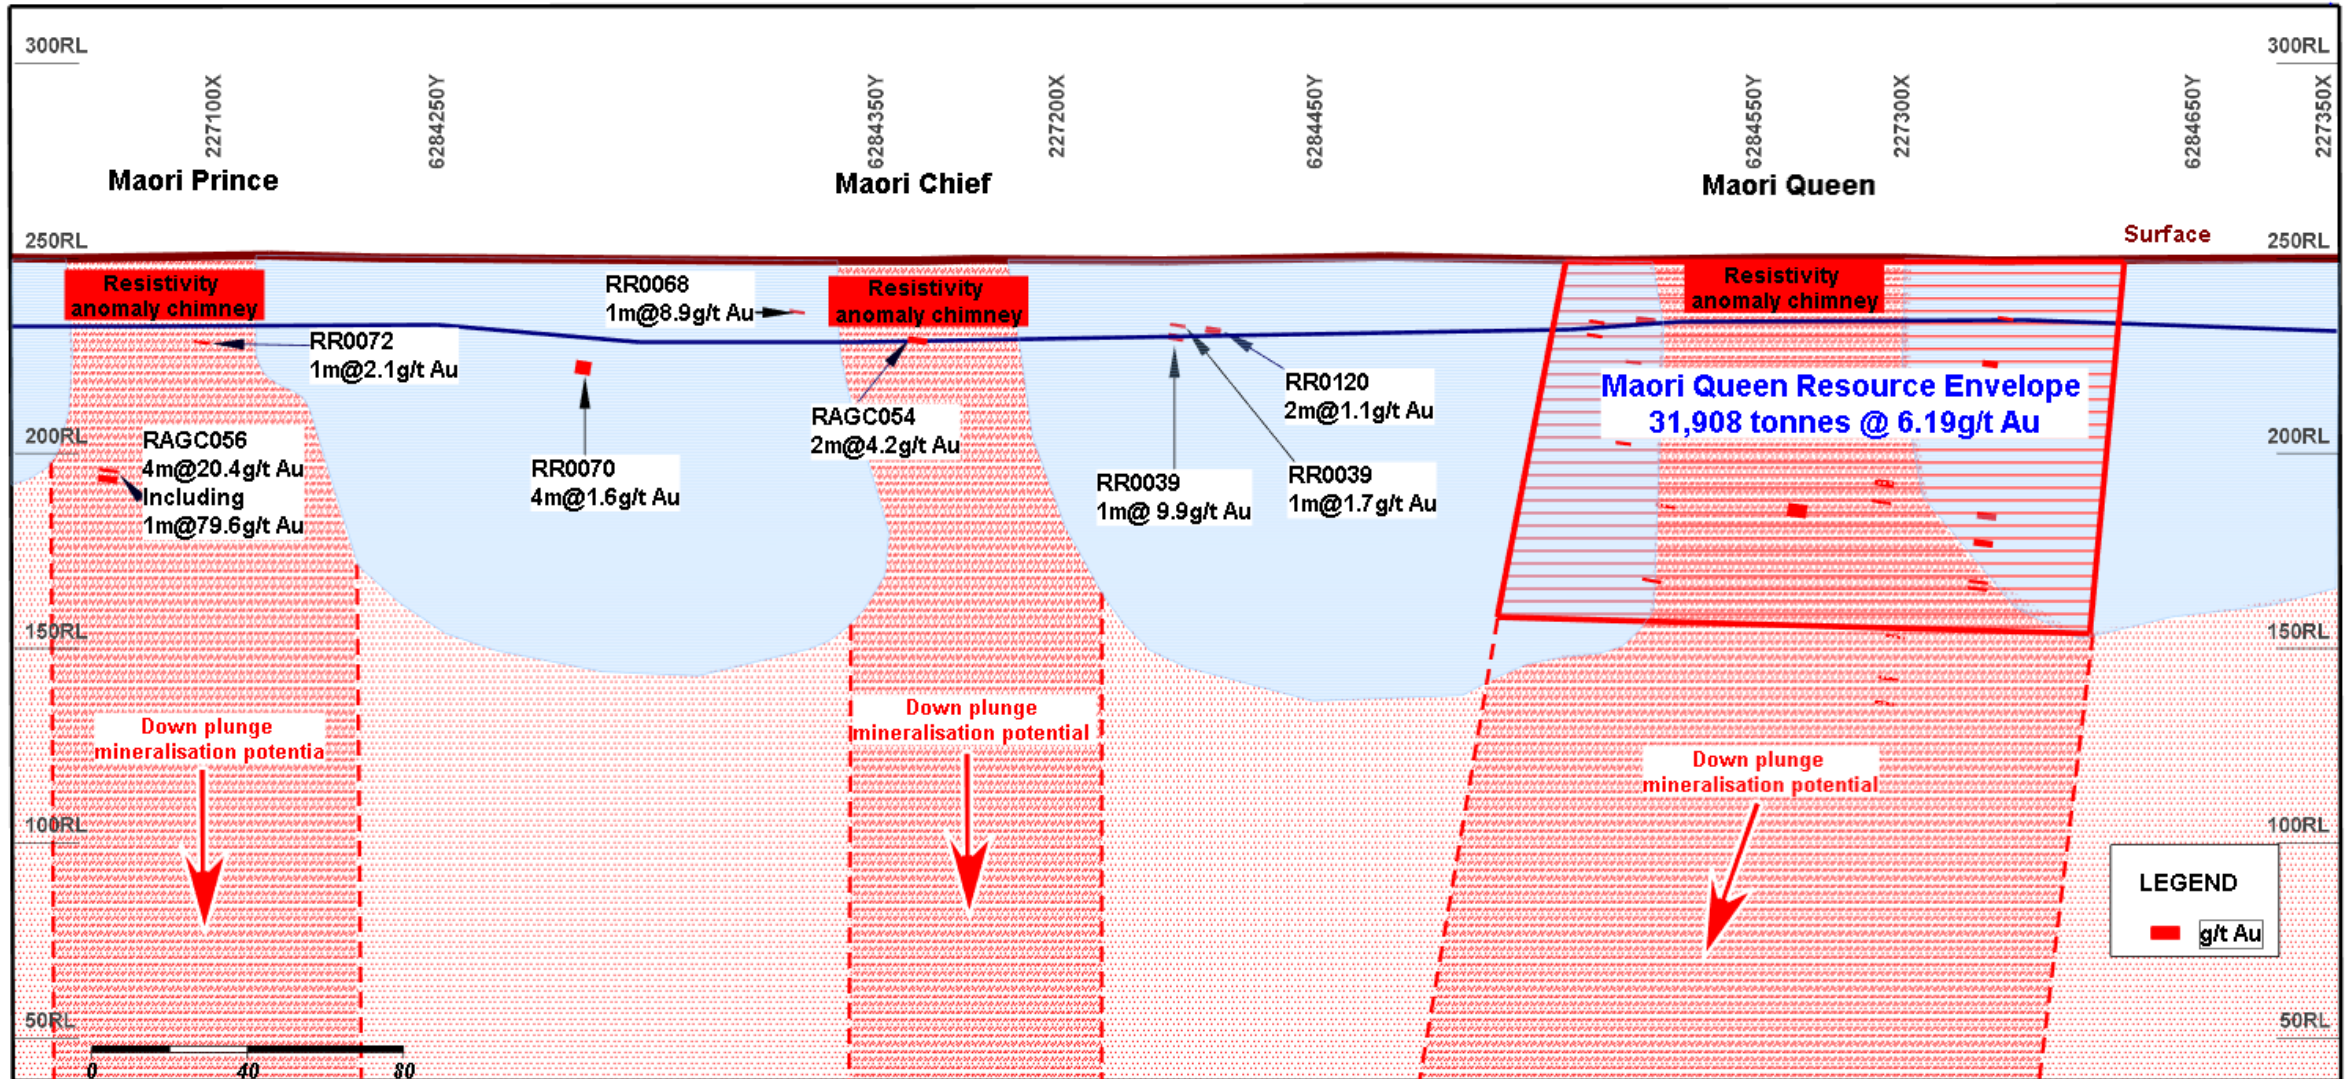 300RL
300RL
227100X
6284250Y
6284350Y
227200X
6284450Y
6284550Y
227300X
6284650Y
227350X
Maori Prince
Maori Chief
Maori Queen
250RL
Surface
250RL
Resistivity
anomaly chimney
RR0068
1m@8.9g/t Au
Resistivity
anomaly chimney
Resistivity
anomaly chimney
RR0072
1m@2.1g/t Au
RAGC054
2m@4.2g/t Au
RR0120
2m@1.1g/t Au
Maori Queen Resource Envelope
31,908 tonnes @ 6.19g/t Au
200RL
200RL
RAGC056
4m@20.4g/t Au
Including
1m@79.6g/t Au
RR0070
4m@1.6g/t Au
RR0039
1m@ 9.9g/t Au
RR0039
1m@1.7g/t Au
150RL
150RL
Down plunge
mineralisation potentia
Down plunge
mineralisation potential
Down plunge
mineralisation potential
100RL
100RL
LEGEND
g/t Au
50RL
50RL
0 40 80